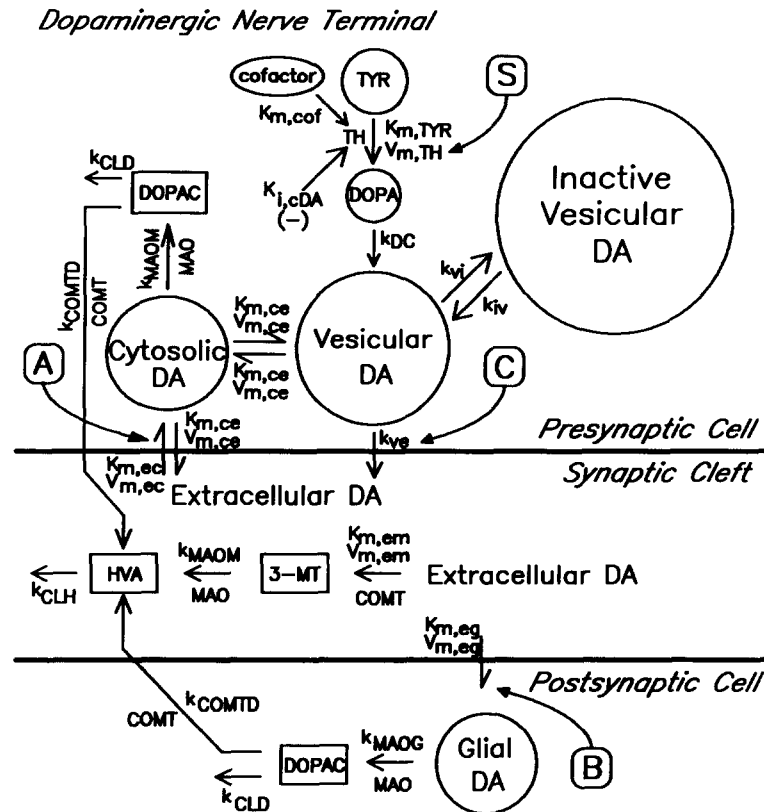 Dopaminergic Nerve Terminal
cofactor
TYR
S
Km,cof
TH
Km,TYR
Vm,TH
kCLD
DOPAC
Ki,cDA
(-)
DOPA
Inactive
Vesicular
DA
kMAOM
MAO
kDC
kvi
kiv
kCOMTD
COMT
Km,ce
Vm,ce
Cytosolic
DA
Vesicular
DA
Km,ce
Vm,ce
A
C
Km,ce
Vm,ce
kve
Presynaptic Cell
Synaptic Cleft
Km,ec
Vm,ec
Extracellular DA
HVA
kMAOM
MAO
3-MT
Km,em
Vm,em
COMT
Extracellular DA
kCLH
Km,eg
Vm,eg
Postsynaptic Cell
COMT
kCOMTD
DOPAC
kMAOG
MAO
Glial
DA
B
kCLD